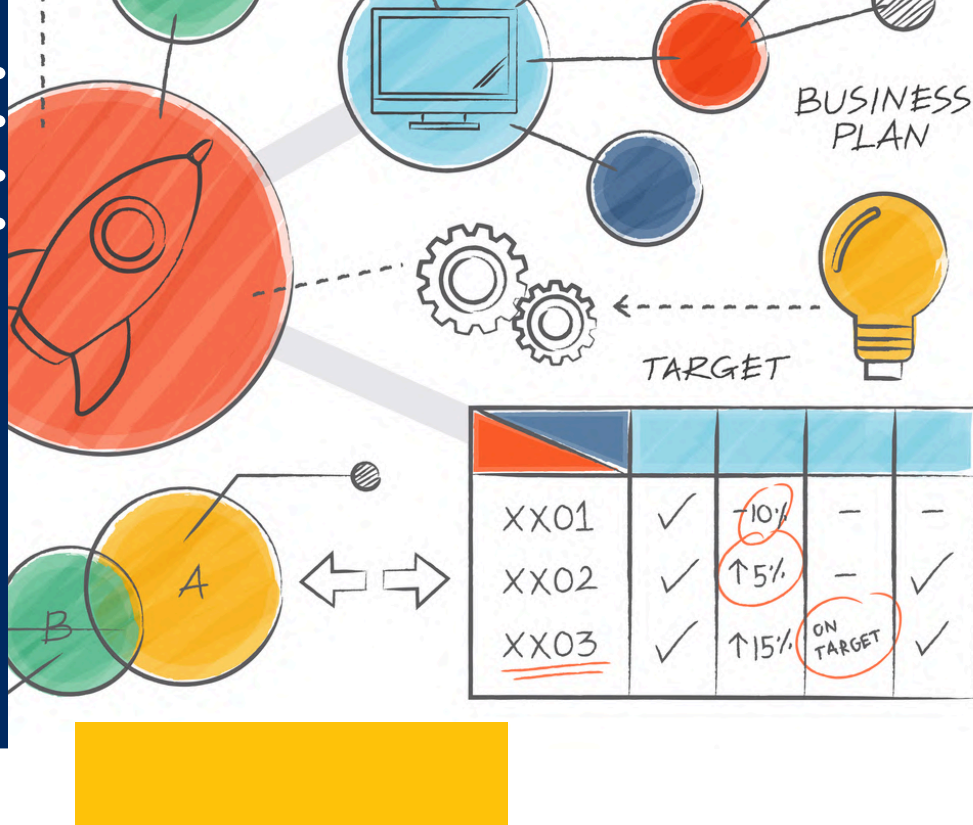 BUSINESS
PLAN
TARGET
XX01 ✓ -10% – –
XX02 ✓ ↑5% – ✓
XX03 ✓ ↑15% ON TARGET ✓
A
B